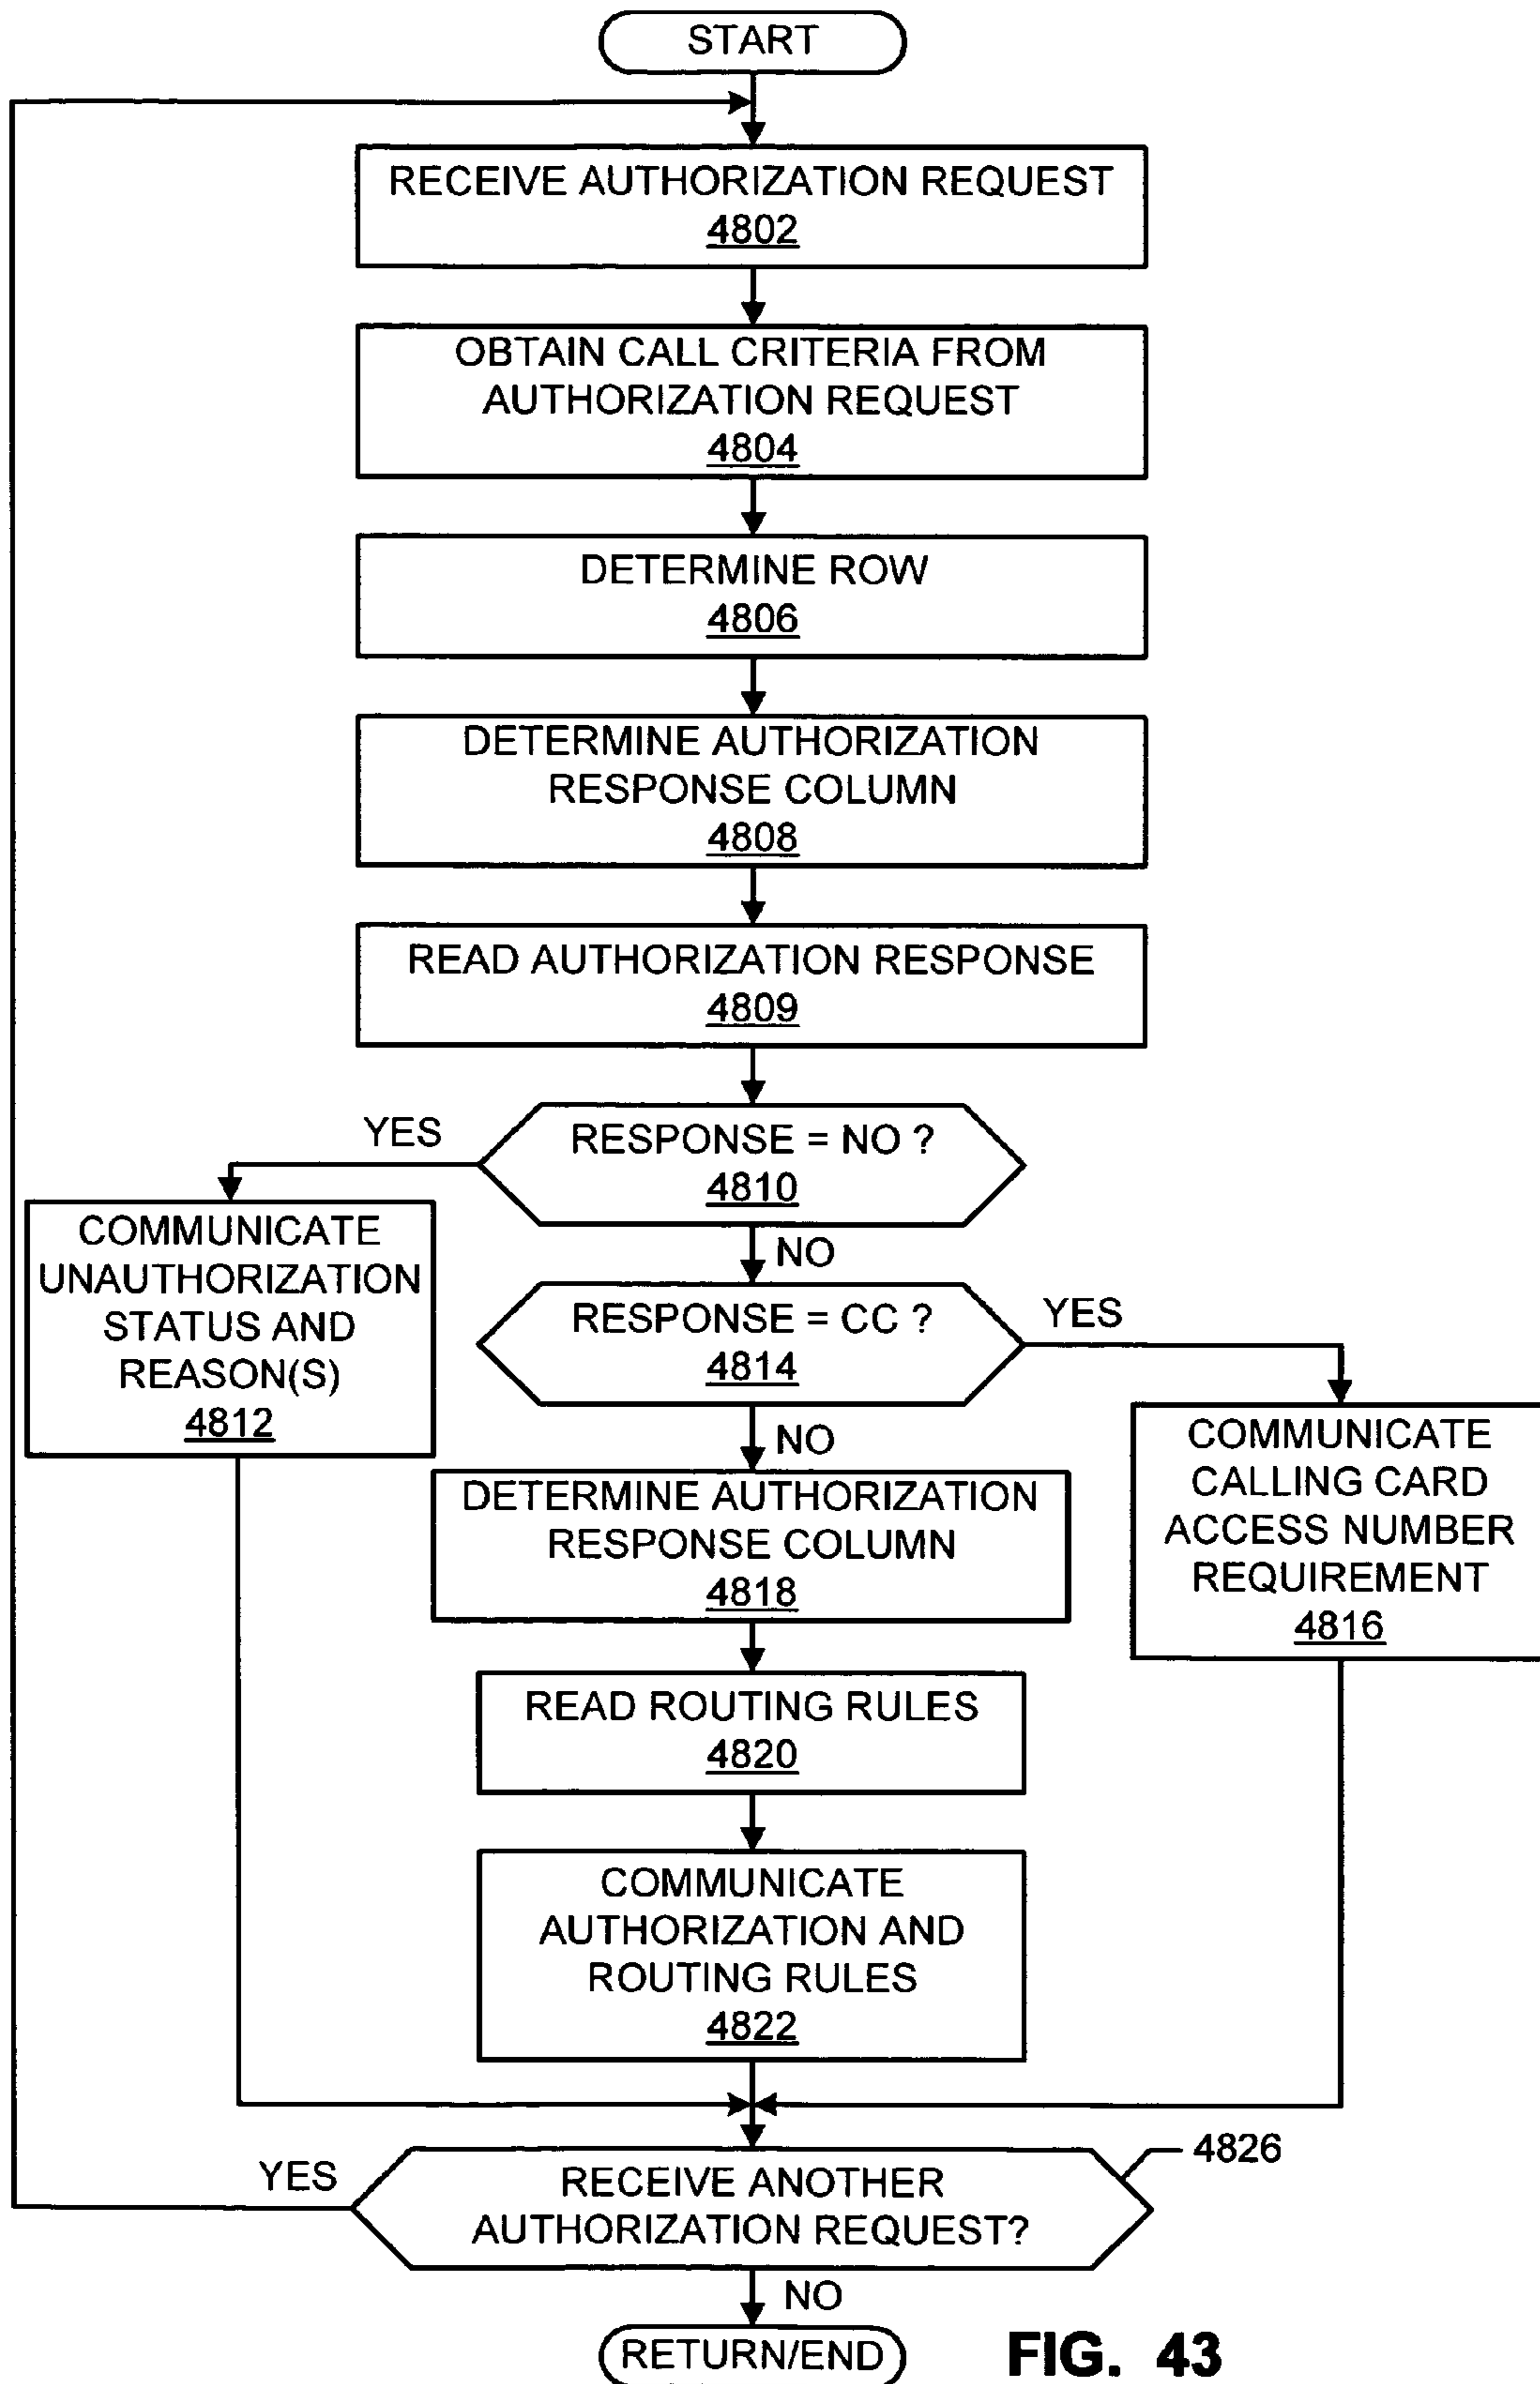 START
RECEIVE AUTHORIZATION REQUEST
4802
OBTAIN CALL CRITERIA FROM
AUTHORIZATION REQUEST
4804
DETERMINE ROW
4806
DETERMINE AUTHORIZATION
RESPONSE COLUMN
4808
READ AUTHORIZATION RESPONSE
4809
YES
RESPONSE = NO ?
4810
COMMUNICATE
UNAUTHORIZATION
STATUS AND
REASON(S)
4812
NO
RESPONSE = CC ?
4814
YES
COMMUNICATE
CALLING CARD
ACCESS NUMBER
REQUIREMENT
4816
NO
DETERMINE AUTHORIZATION
RESPONSE COLUMN
4818
READ ROUTING RULES
4820
COMMUNICATE
AUTHORIZATION AND
ROUTING RULES
4822
YES
RECEIVE ANOTHER
AUTHORIZATION REQUEST?
4826
NO
RETURN/END
FIG. 43